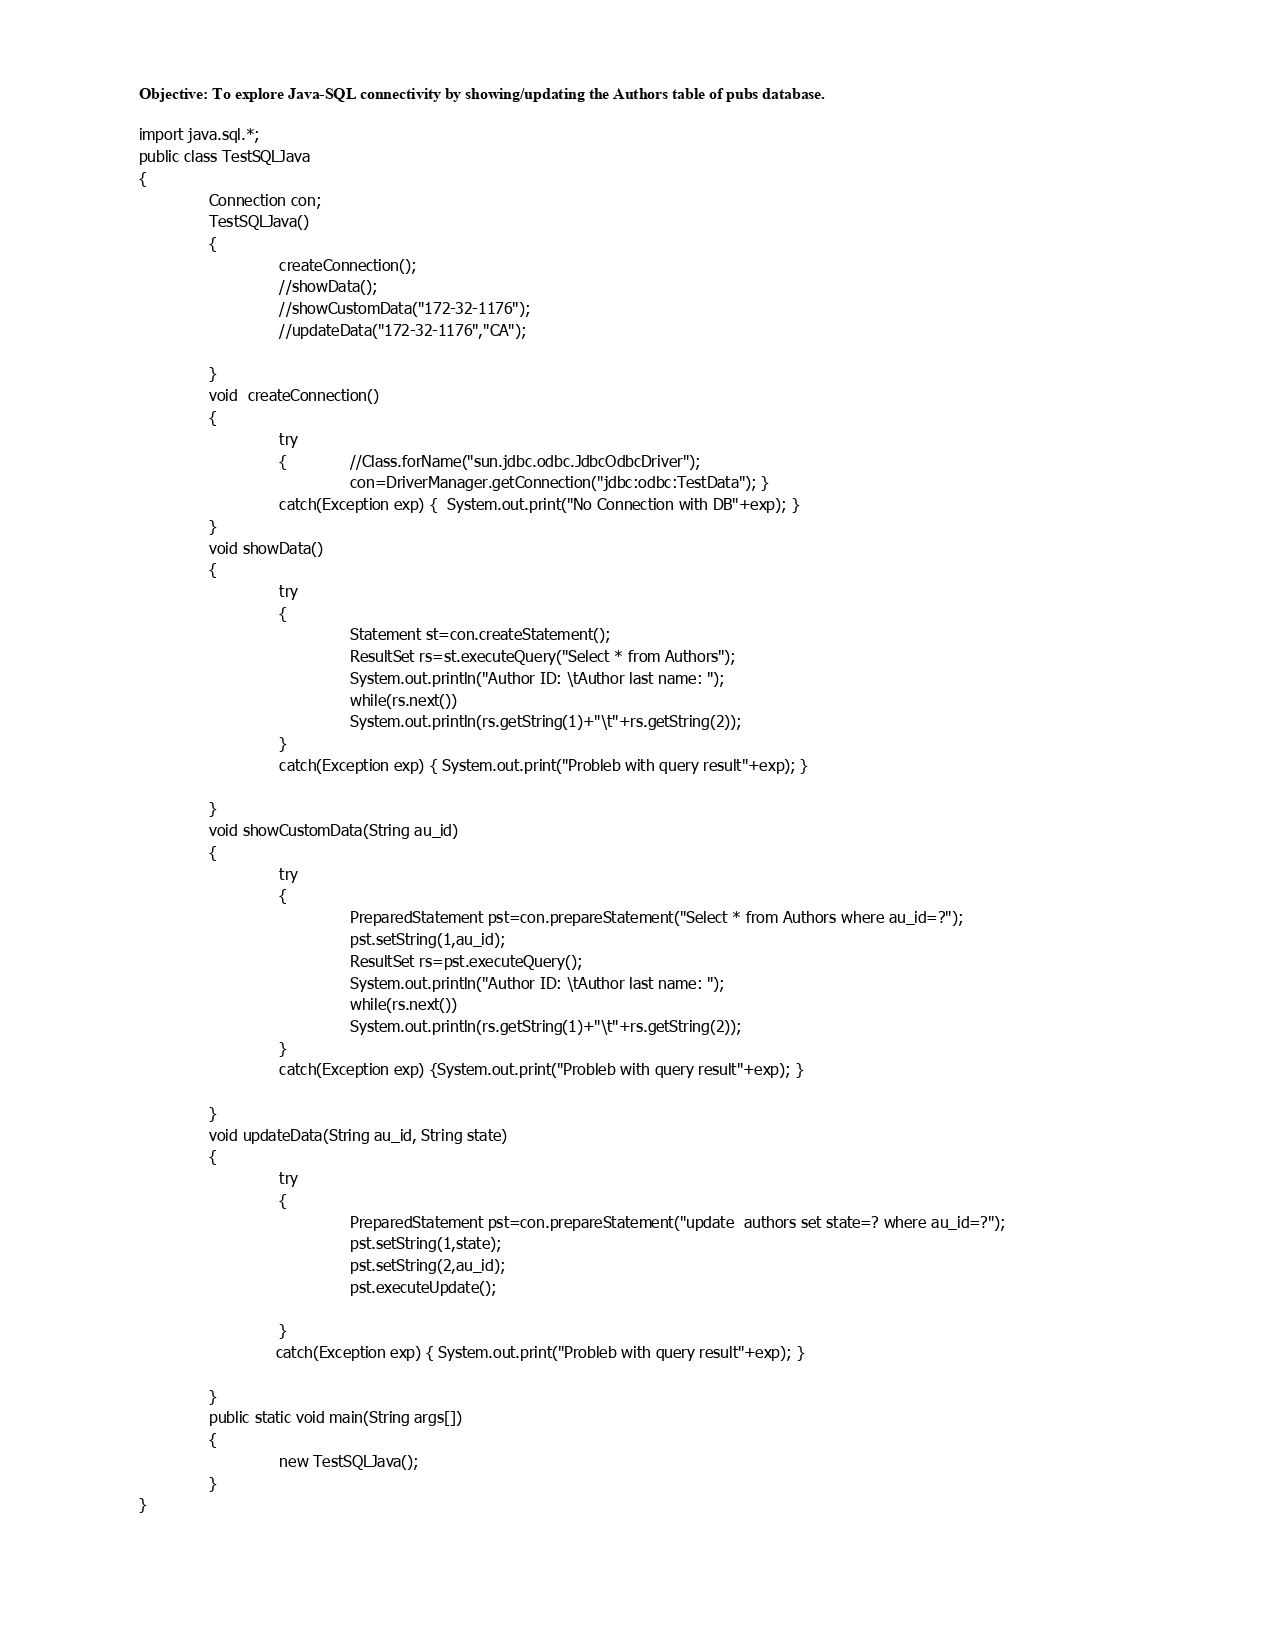 Objective: To explore Java-SQL connectivity by showing/updating the Authors table of pubs database.
import java.sql.*;
public class TestSQLJava
{
Connection con;
TestSQLJava()
{
createConnection();
//showData();
//showCustomData("172-32-1176");
//updateData("172-32-1176","CA");
}
void  createConnection()
{
try
{ //Class.forName("sun.jdbc.odbc.JdbcOdbcDriver");
con=DriverManager.getConnection("jdbc:odbc:TestData"); }
catch(Exception exp) {  System.out.print("No Connection with DB"+exp); }
}
void showData()
{
try
{
Statement st=con.createStatement();
ResultSet rs=st.executeQuery("Select * from Authors");
System.out.println("Author ID: \tAuthor last name: ");
while(rs.next())
System.out.println(rs.getString(1)+"\t"+rs.getString(2));
}
catch(Exception exp) { System.out.print("Probleb with query result"+exp); }
}
void showCustomData(String au_id)
{
try
{
PreparedStatement pst=con.prepareStatement("Select * from Authors where au_id=?");
pst.setString(1,au_id);
ResultSet rs=pst.executeQuery();
System.out.println("Author ID: \tAuthor last name: ");
while(rs.next())
System.out.println(rs.getString(1)+"\t"+rs.getString(2));
}
catch(Exception exp) {System.out.print("Probleb with query result"+exp); }
}
void updateData(String au_id, String state)
{
try
{
PreparedStatement pst=con.prepareStatement("update  authors set state=? where au_id=?");
pst.setString(1,state);
pst.setString(2,au_id);
pst.executeUpdate();
}
catch(Exception exp) { System.out.print("Probleb with query result"+exp); }
}
public static void main(String args[])
{
new TestSQLJava();
}
}